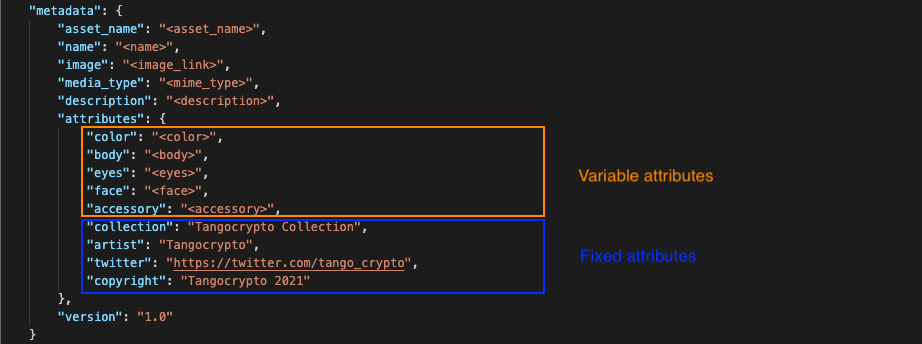 "metadata": {
"asset_name": "<asset_name>",
"name": "<name>",
"image": "<image_link>",
"media_type": "<mime_type>",
"description": "<description>",
"attributes": {
"color": "<color>",
"body": "<body>",
"eyes": "<eyes>",
"face": "<face>",
"accessory": "<accessory>",
Variable attributes
"collection": "Tangocrypto Collection",
"artist": "Tangocrypto",
"twitter": "https://twitter.com/tango_crypto",
"copyright": "Tangocrypto 2021"
Fixed attributes
},
"version": "1.0"
}